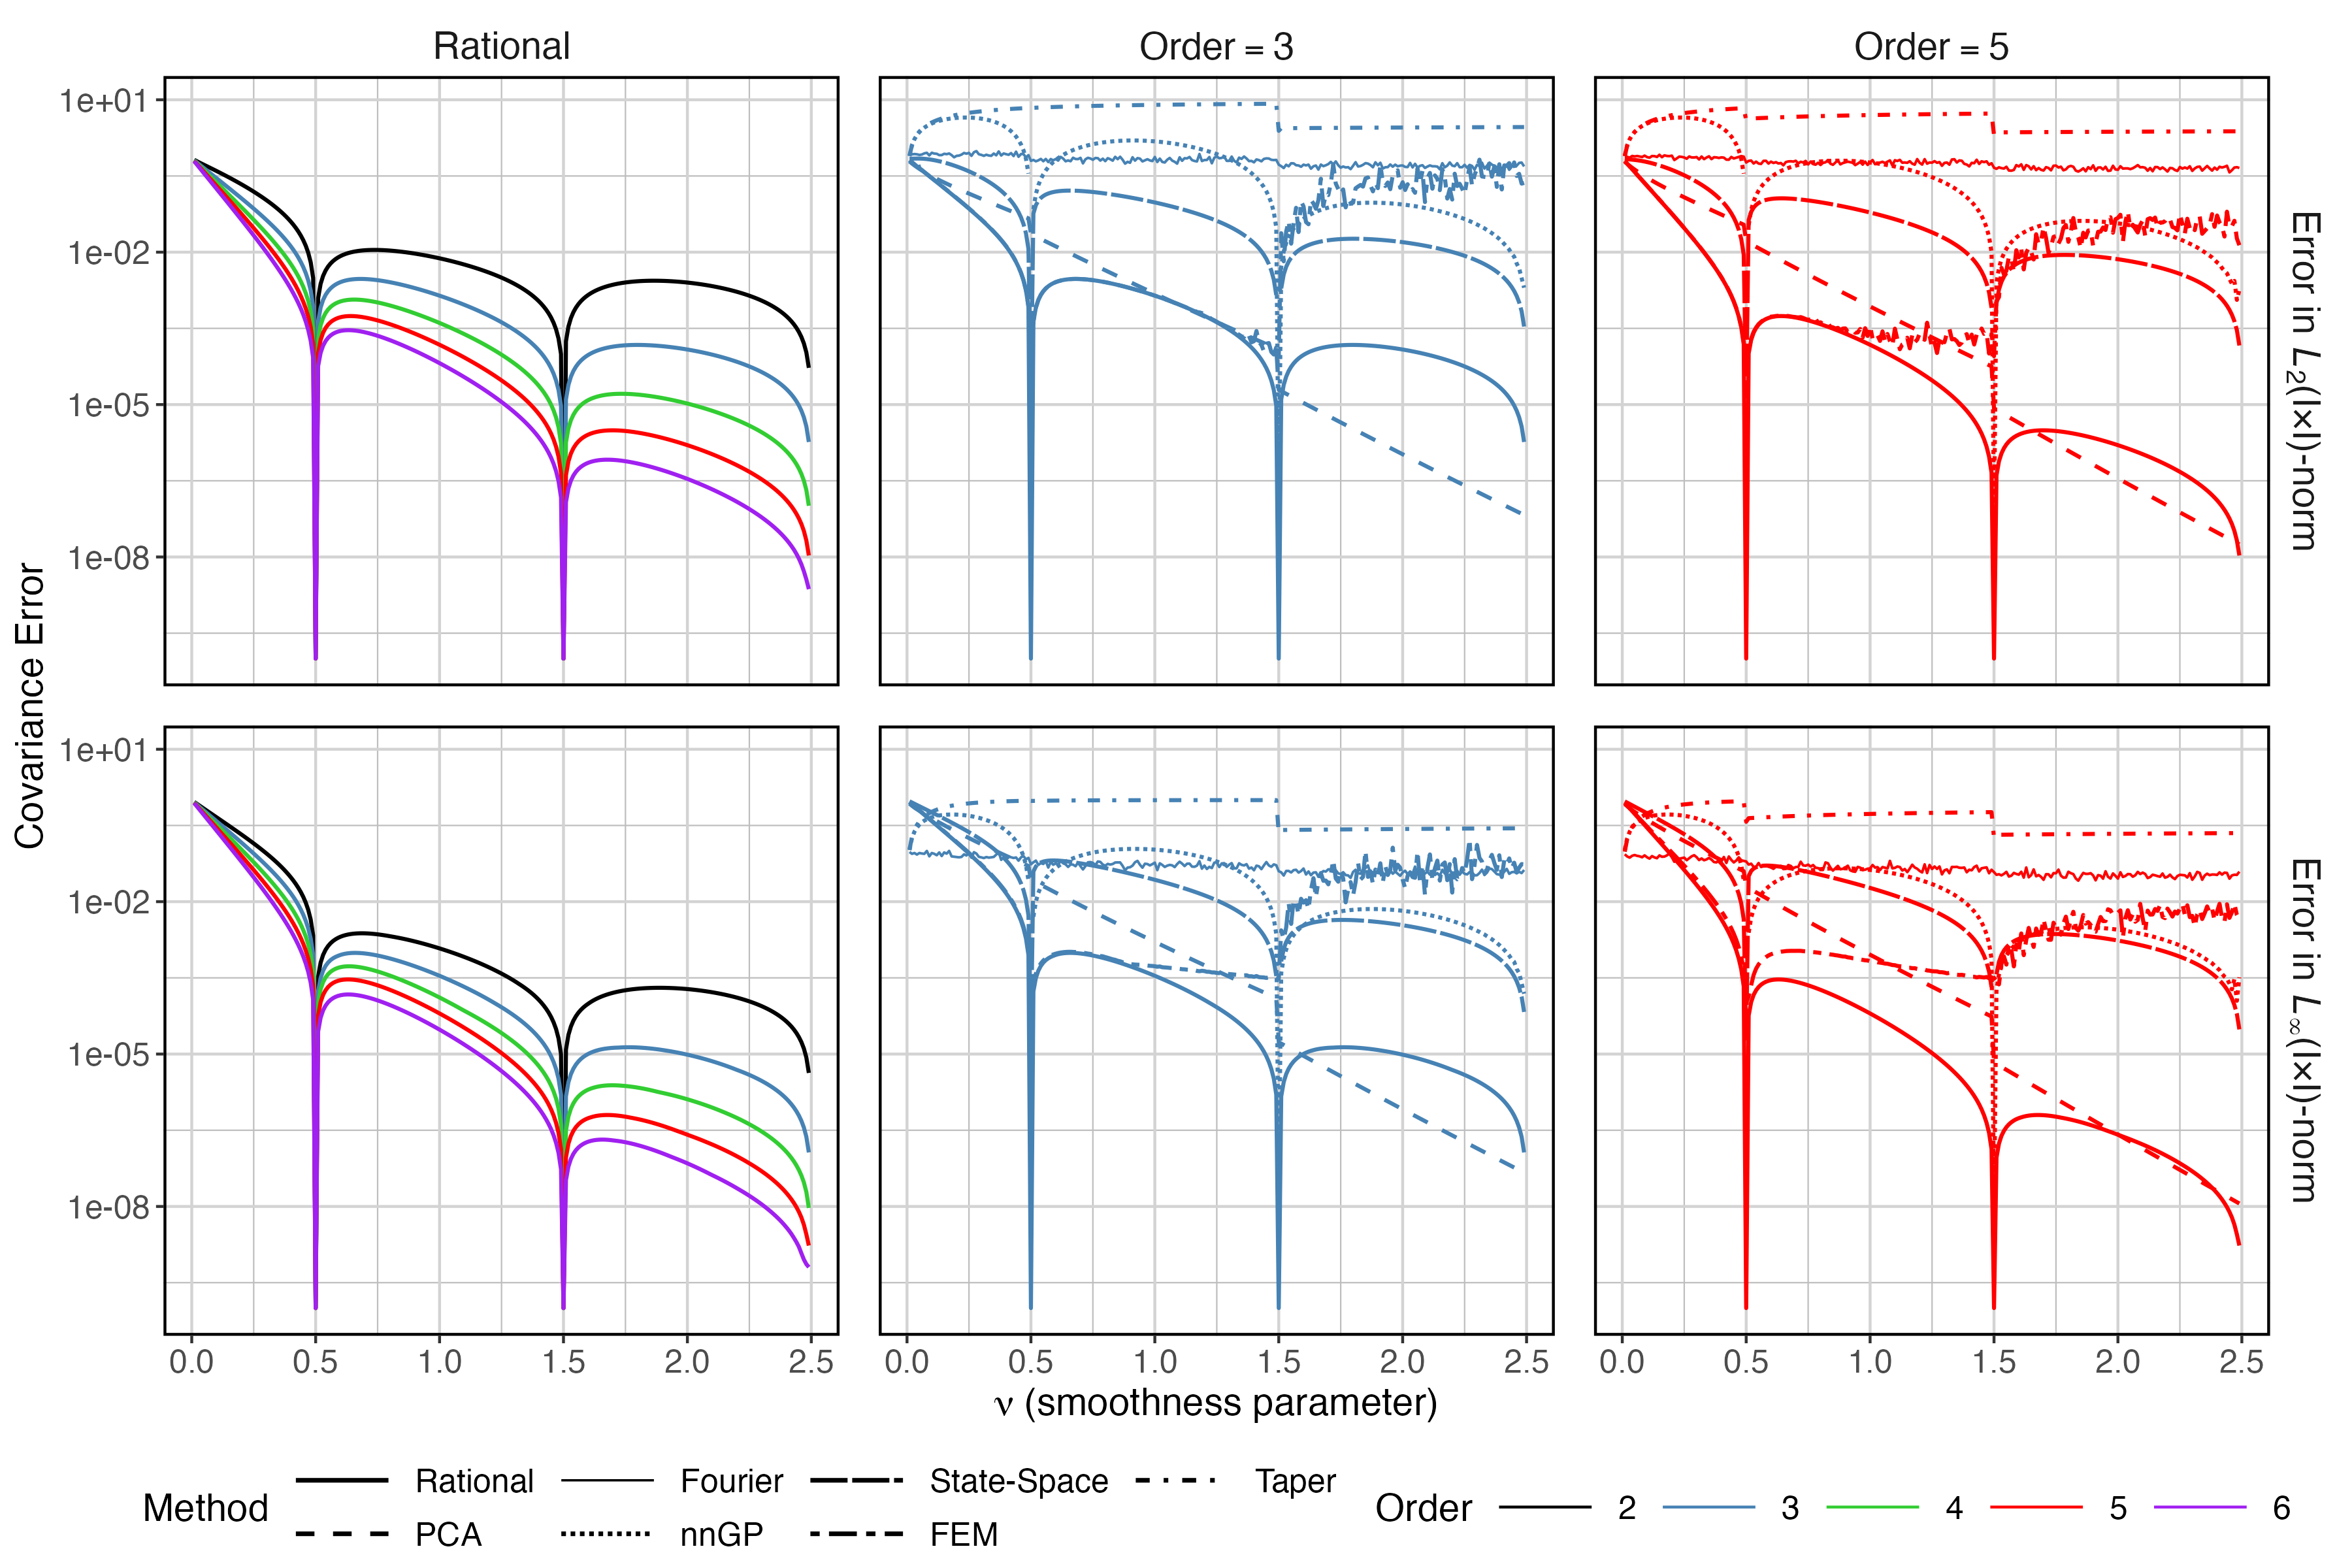 Rational
Order = 3
Order = 5
Covariance Error
1e+01
1e-02
1e-05
1e-08
Error in L₂(I×I)-norm
1e+01
1e-02
1e-05
1e-08
Error in L∞(I×I)-norm
0.0 0.5 1.0 1.5 2.0 2.5
0.0 0.5 1.0 1.5 2.0 2.5
0.0 0.5 1.0 1.5 2.0 2.5
ν (smoothness parameter)
Method
Rational Fourier State-Space Taper
PCA nnGP FEM
Order 2 3 4 5 6